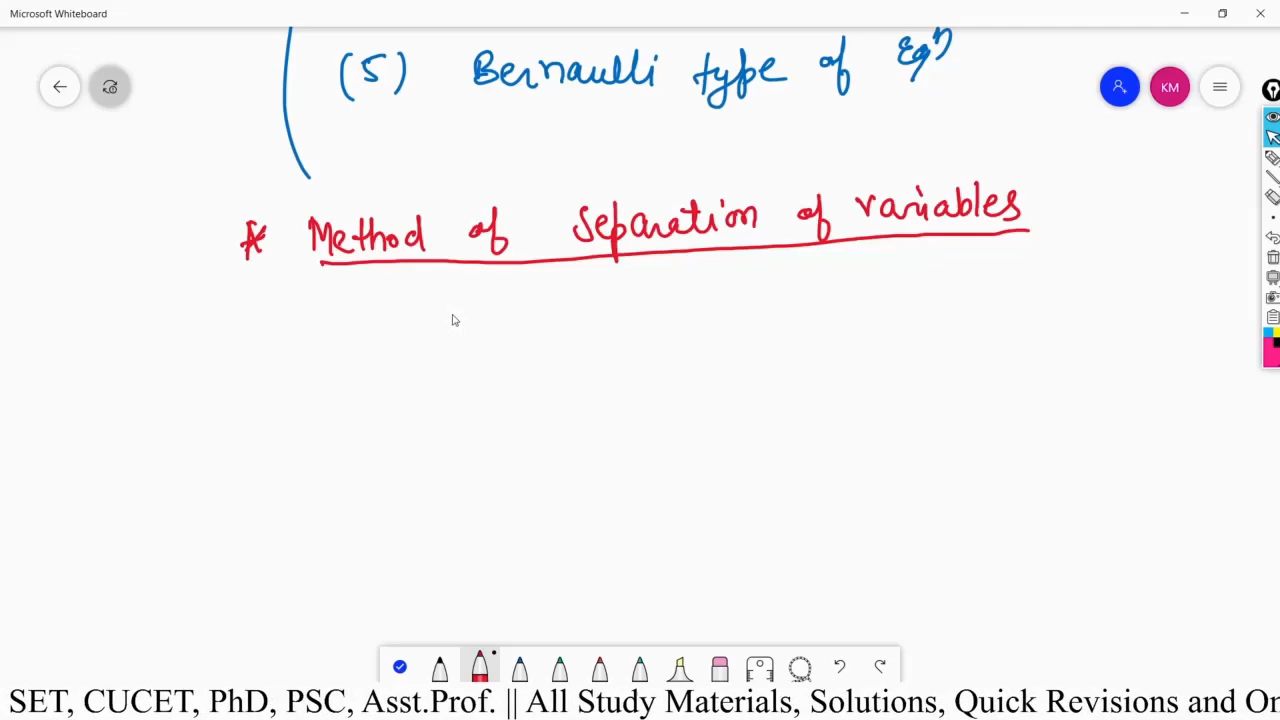 Microsoft Whiteboard
(5) Bernaulli type of Eqⁿ
KM
* Method of separation of variables
SET, CUCET, PhD, PSC, Asst.Prof. || All Study Materials, Solutions, Quick Revisions and On